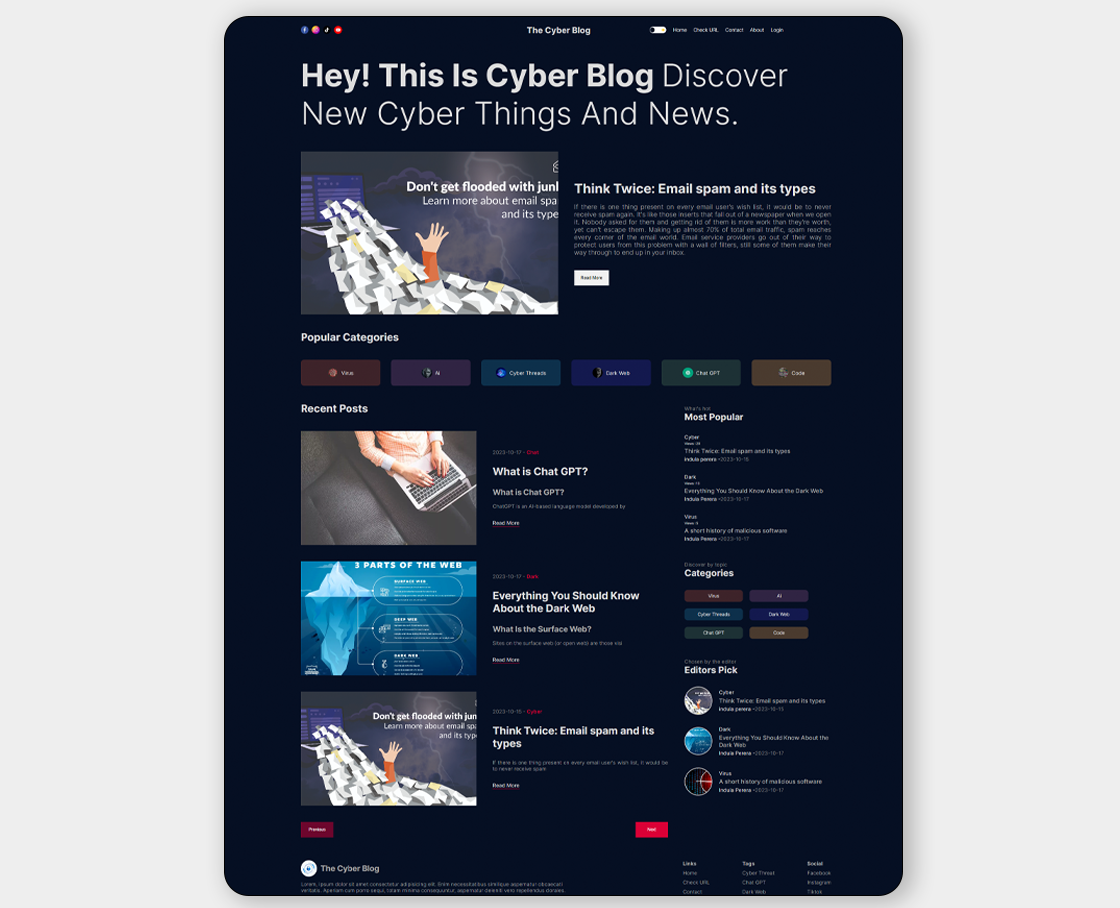 The Cyber Blog
Home Check URL Contact About Login
Hey! This Is Cyber Blog Discover
New Cyber Things And News.
Don't get flooded with junl
Learn more about email spa
and its type
Think Twice: Email spam and its types
If there is one thing present on every email user's wish list, it would be to never
receive spam again. It's like those inserts that fall out of a newspaper when we open
it. Nobody asked for them and getting rid of them is more work than they're worth,
yet can't escape them. Making up almost 70% of total email traffic, spam reaches
every corner of the email world. Email service providers go out of their way to
protect users from this problem with a wall of filters, still some of them make their
way through to end up in your inbox.
Read More
Popular Categories
Virus
Ai
Cyber Threads
Dark Web
Chat GPT
Code
Recent Posts
2023-10-17 - Chat
What is Chat GPT?
What is Chat GPT?
ChatGPT is an AI-based language model developed by
Read More
3 PARTS OF THE WEB
SURFACE WEB
DEEP WEB
DARK WEB
2023-10-17 - Dark
Everything You Should Know
About the Dark Web
What Is the Surface Web?
Sites on the surface web (or open web) are those visi
Read More
Don't get flooded with jun
Learn more about email spa
and its typ
2023-10-15 - Cyber
Think Twice: Email spam and its
types
If there is one thing present on every email user's wish list, it would be
to never receive spam
Read More
Previous
Next
What's hot
Most Popular
Cyber
Think Twice: Email spam and its types
Indula perera - 2023-10-15
Dark
Everything You Should Know About the Dark Web
Indula Perera - 2023-10-17
Virus
A short history of malicious software
Indula Perera - 2023-10-17
Discover by topic
Categories
Virus
AI
Cyber Threads
Dark Web
Chat GPT
Code
Chosen by the editor
Editors Pick
Cyber
Think Twice: Email spam and its types
Indula perera - 2023-10-15
Dark
Everything You Should Know About the
Dark Web
Indula Perera - 2023-10-17
Virus
A short history of malicious software
Indula Perera - 2023-10-17
The Cyber Blog
Lorem, ipsum dolor sit amet consectetur adipisicing elit. Enim necessitatibus similique aspernatur obcaecati
veritatis. Aperiam cum porro sequi, totam minima consequuntur, aspernatur deleniti vero repellendus dorales.
Links
Home
Check URL
Contact
Tags
Cyber Thread
Chat GPT
Dark Web
Social
Facebook
Instagram
Tiktok